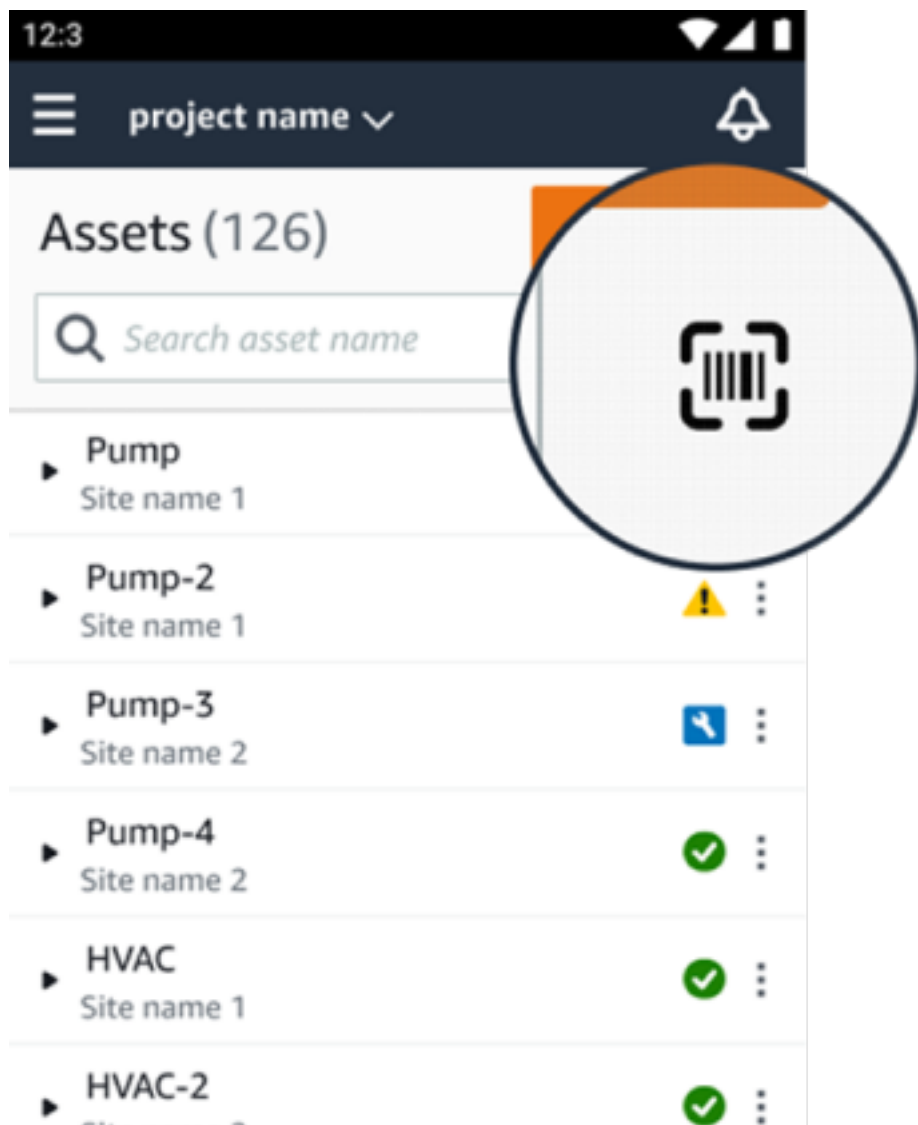 12:3
project name
Assets (126)
Search asset name
Pump
Site name 1
Pump-2
Site name 1
Pump-3
Site name 2
Pump-4
Site name 2
HVAC
Site name 1
HVAC-2